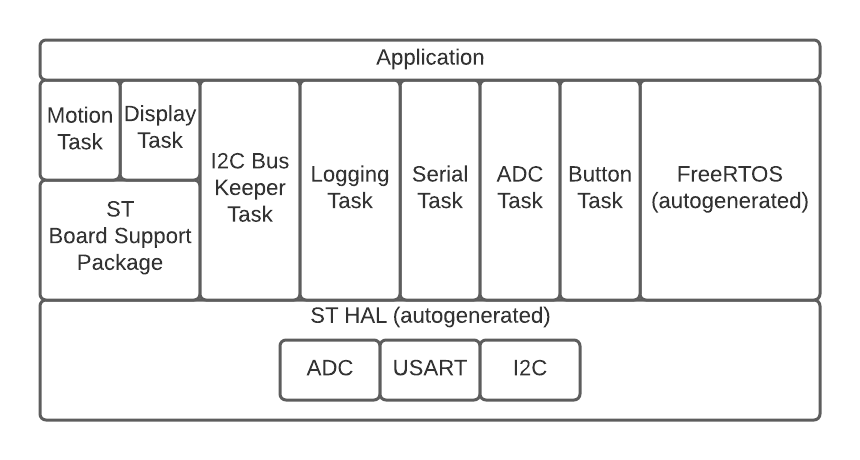 Application
Motion
Task
Display
Task
I2C Bus
Keeper
Task
Logging
Task
Serial
Task
ADC
Task
Button
Task
FreeRTOS
(autogenerated)
ST
Board Support
Package
ST HAL (autogenerated)
ADC
USART
I2C